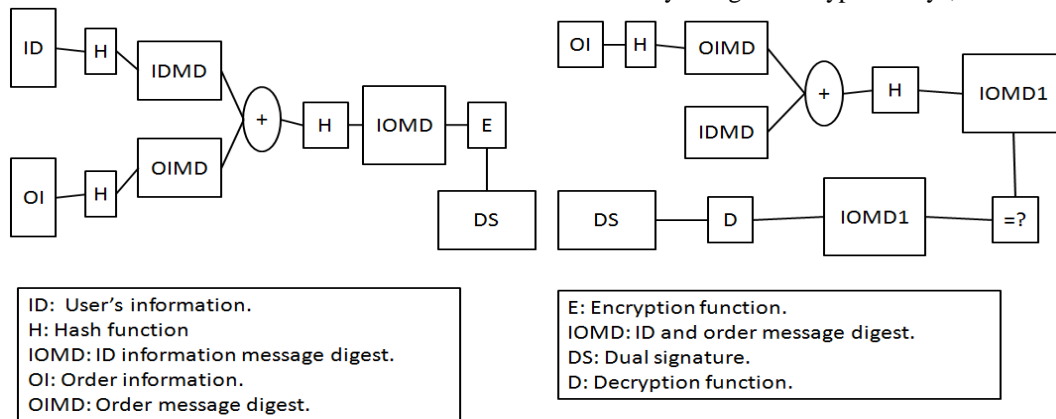 ID
H
IDMD
+
H
IOMD
E
OI
H
OIMD
DS
OI
H
OIMD
+
H
IOMD1
IDMD
DS
D
IOMD1
=?
ID: User's information.
H: Hash function
IOMD: ID information message digest.
OI: Order information.
OIMD: Order message digest.
E: Encryption function.
IOMD: ID and order message digest.
DS: Dual signature.
D: Decryption function.